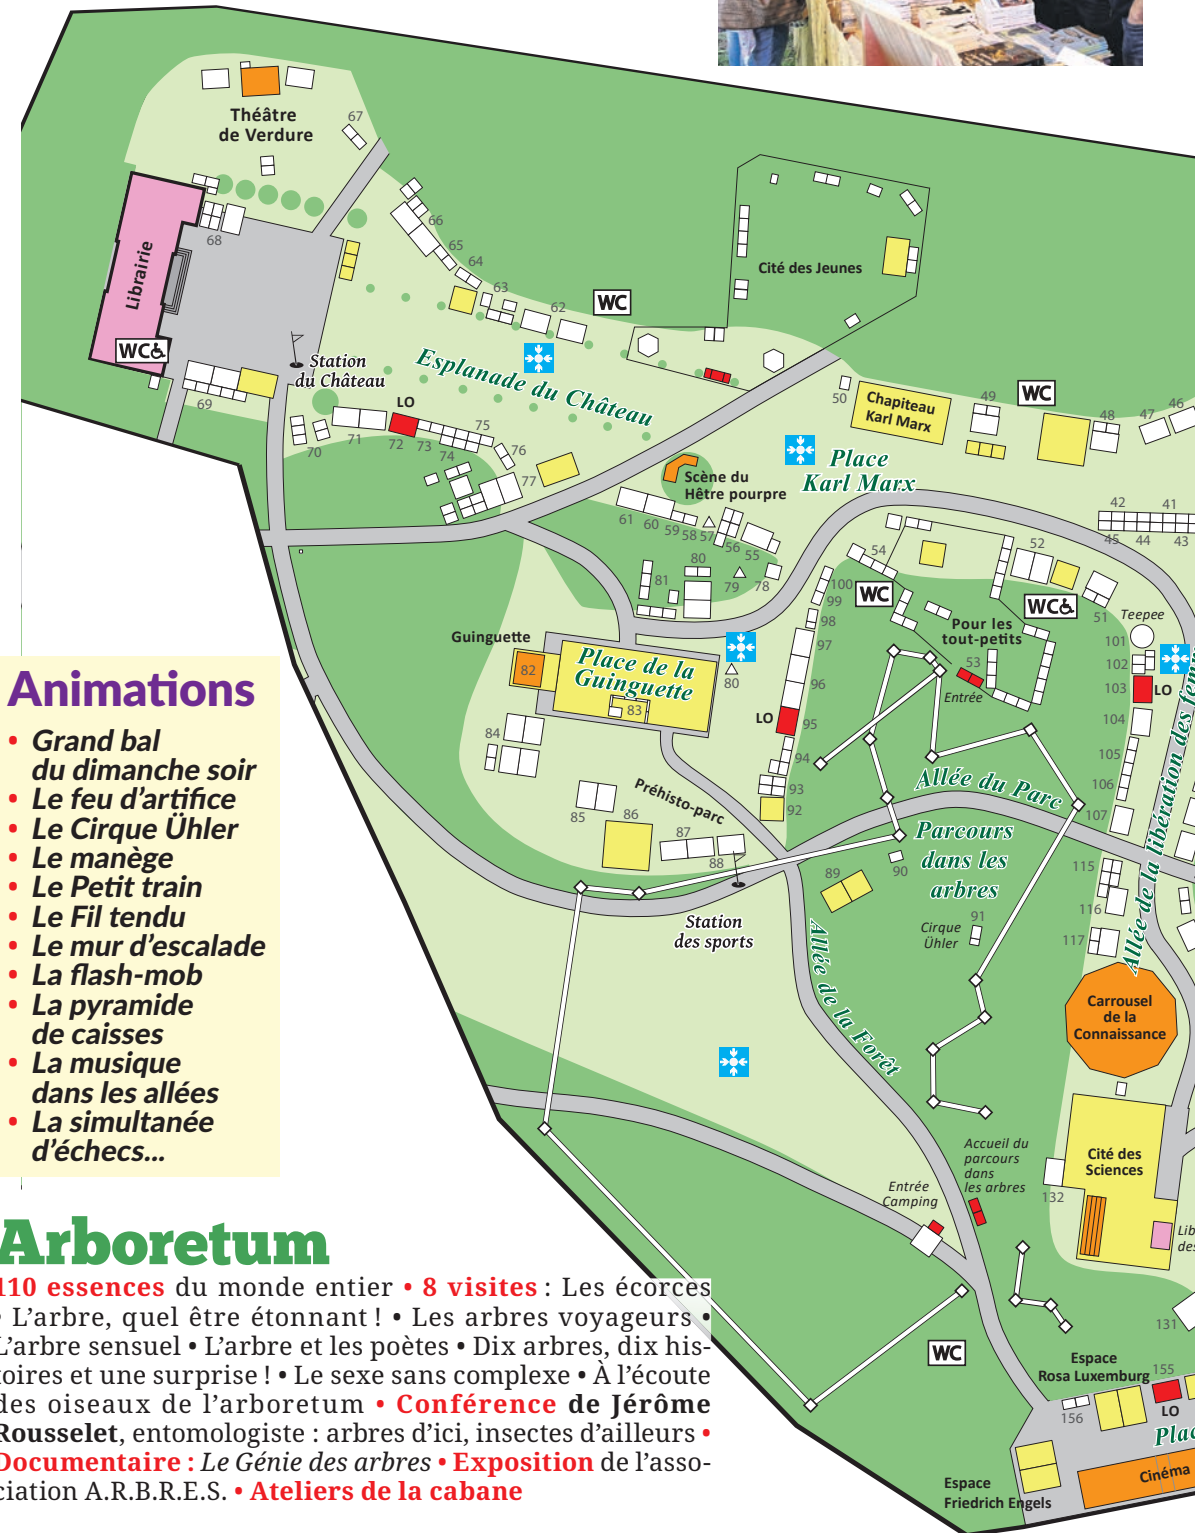 Théâtre
de Verdure
67
68
Librairie
WC
66
65
64
63
62
WC
Cité des Jeunes
Station
du Château
Esplanade du Château
69
70
71
LO
72
73
74
75
76
77
50
Chapiteau
Karl Marx
49
WC
48
47
46
Place
Karl Marx
Scène du
Hêtre pourpre
61
60
59
58
57
56
55
42
41
45
44
43
54
52
WC
WC
51
81
80
79
78
100
99
98
97
96
Pour les
tout-petits
53
Entrée
Teepee
101
102
103
LO
104
105
106
107
Guinguette
82
Place de la
Guinguette
83
80
LO
95
94
93
92
84
85
86
87
88
Préhisto-parc
Allée du Parc
Parcours
dans les
arbres
89
90
91
Cirque
Ühler
Station
des sports
Allée de la Forêt
115
116
117
Allée de la libération des
Carrousel
de la
Connaissance
Cité des
Sciences
132
Accueil du
parcours
dans
les arbres
Entrée
Camping
131
WC
Espace
Rosa Luxemburg
155
LO
156
Espace
Friedrich Engels
Cinéma
Animations
• Grand bal
du dimanche soir
• Le feu d’artifice
• Le Cirque Ühler
• Le manège
• Le Petit train
• Le Fil tendu
• Le mur d’escalade
• La flash-mob
• La pyramide
de caisses
• La musique
dans les allées
• La simultanée
d’échecs...
Arboretum
110 essences du monde entier • 8 visites : Les écorces
• L’arbre, quel être étonnant ! • Les arbres voyageurs •
L’arbre sensuel • L’arbre et les poètes • Dix arbres, dix his-
toires et une surprise ! • Le sexe sans complexe • À l’écoute
des oiseaux de l’arboretum • Conférence de Jérôme
Rousselet, entomologiste : arbres d’ici, insectes d’ailleurs •
Documentaire : Le Génie des arbres • Exposition de l’asso-
ciation A.R.B.R.E.S. • Ateliers de la cabane